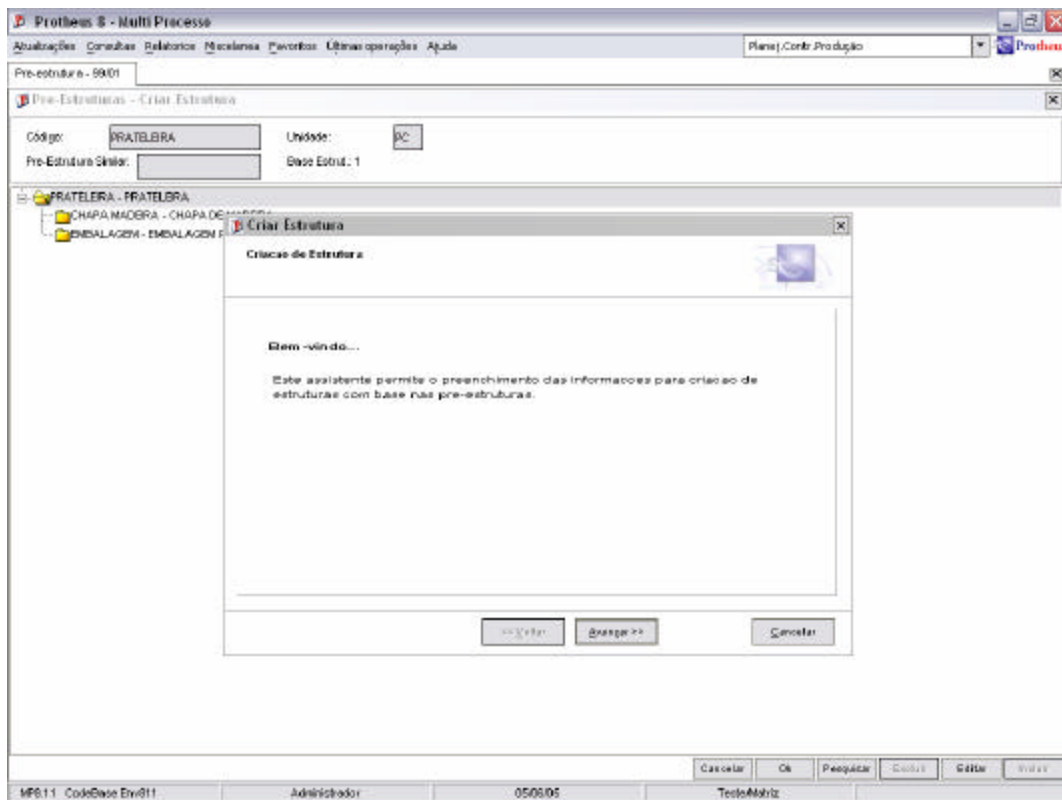 Protheus 8 - Multi Processo
Atualizações Consultas Relatorios Miscelanea Favoritos Últimas operações Ajuda
Planej.Contr.Produção
Protheus
Pre-estrutura - 99/01
Pre-Estruturas - Criar Estrutura
Código: PRATELEIRA Unidade: PC
Pre-Estrutura Similar: Base Estrut.: 1
PRATELEIRA - PRATELEIRA
CHAPA MADEIRA - CHAPA DE MADEIRA
EMBALAGEM - EMBALAGEM P
Criar Estrutura
Criacao de Estrutura
Bem-vindo...
Este assistente permite o preenchimento das informacoes para criacao de
estruturas com base nas pre-estruturas.
<< Voltar Avançar >> Cancelar
Cancelar Ok Pesquisar Excluir Editar Incluir
MP8.11 CodeBase Env811 Administrador 05/06/06 Teste/Matriz